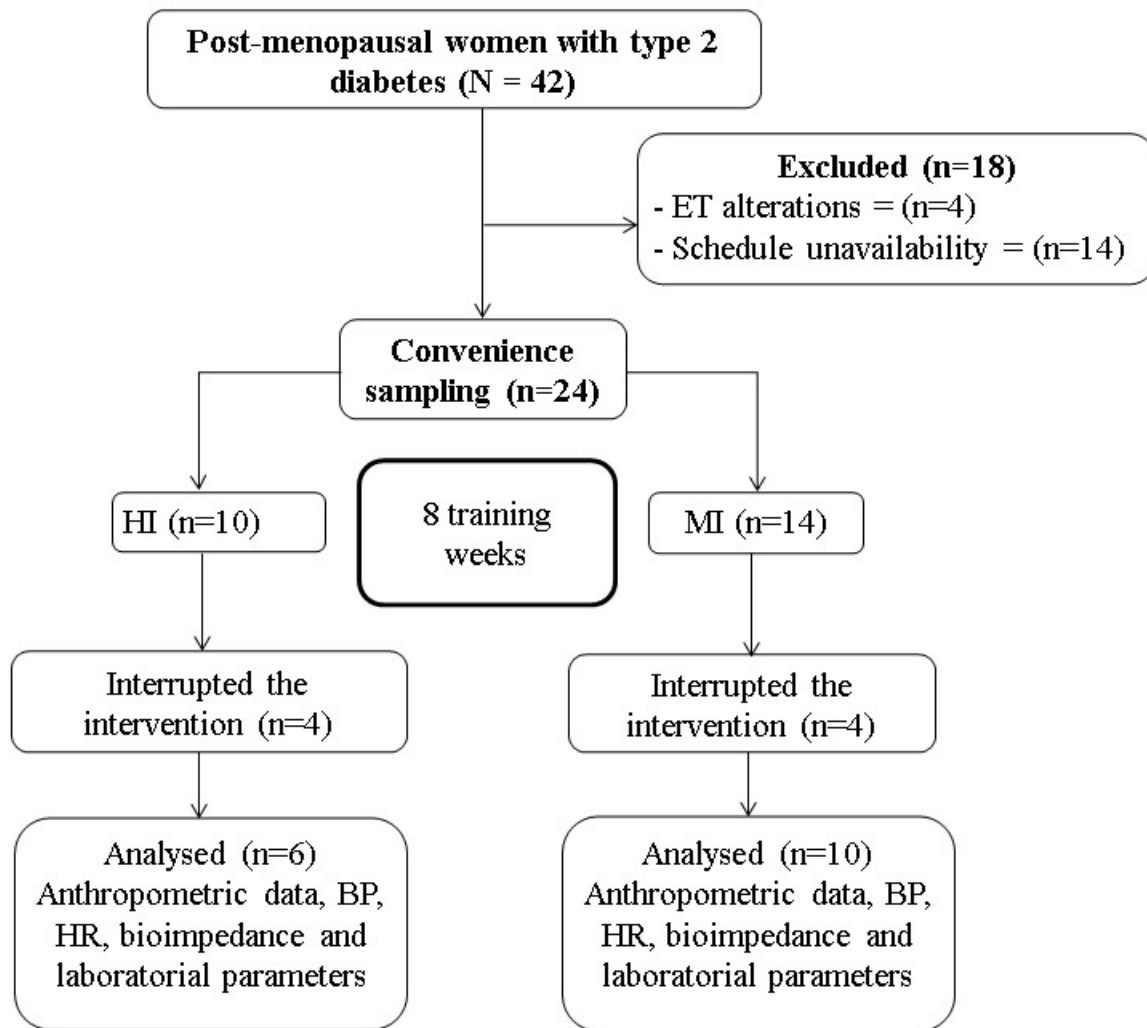 Post-menopausal women with type 2
diabetes (N = 42)
Excluded (n=18)
- ET alterations = (n=4)
- Schedule unavailability = (n=14)
Convenience
sampling (n=24)
HI (n=10)
8 training
weeks
MI (n=14)
Interrupted the
intervention (n=4)
Interrupted the
intervention (n=4)
Analysed (n=6)
Anthropometric data, BP,
HR, bioimpedance and
laboratorial parameters
Analysed (n=10)
Anthropometric data, BP,
HR, bioimpedance and
laboratorial parameters